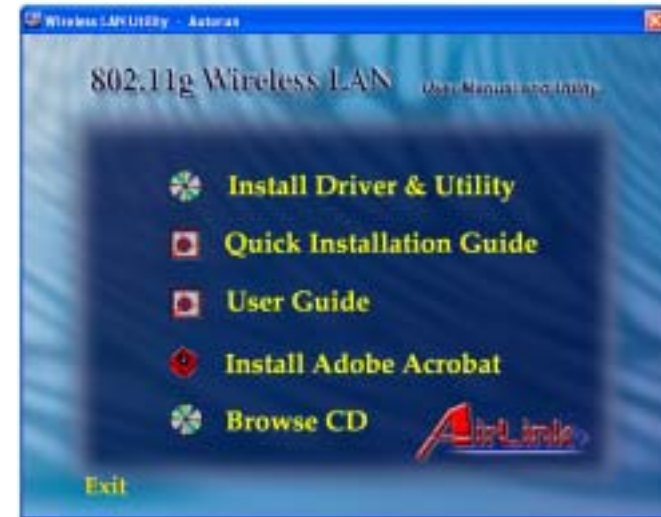 Wireless LAN Utility - Autorun
802.11g Wireless LAN User Manual and Utility
Install Driver & Utility
Quick Installation Guide
User Guide
Install Adobe Acrobat
Browse CD
AirLink
Exit